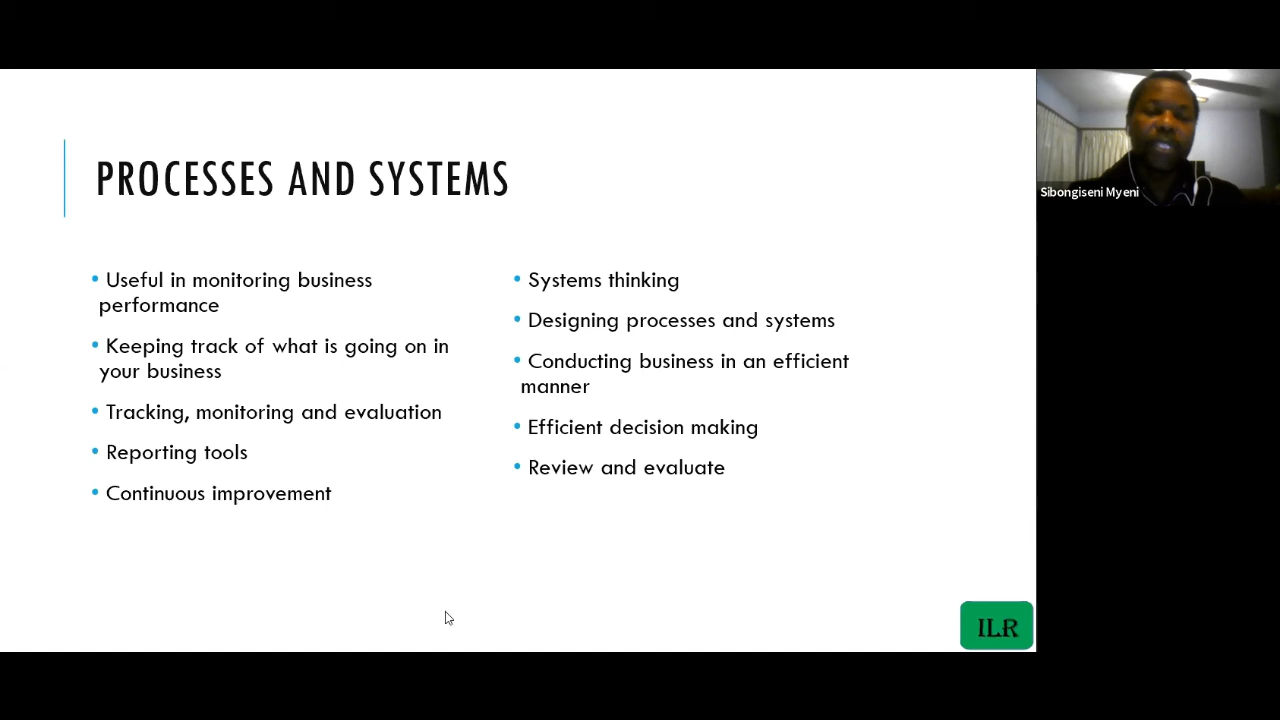 PROCESSES AND SYSTEMS
• Useful in monitoring business
performance
• Keeping track of what is going on in
your business
• Tracking, monitoring and evaluation
• Reporting tools
• Continuous improvement
• Systems thinking
• Designing processes and systems
• Conducting business in an efficient
manner
• Efficient decision making
• Review and evaluate
ILR
Sibongiseni Myeni